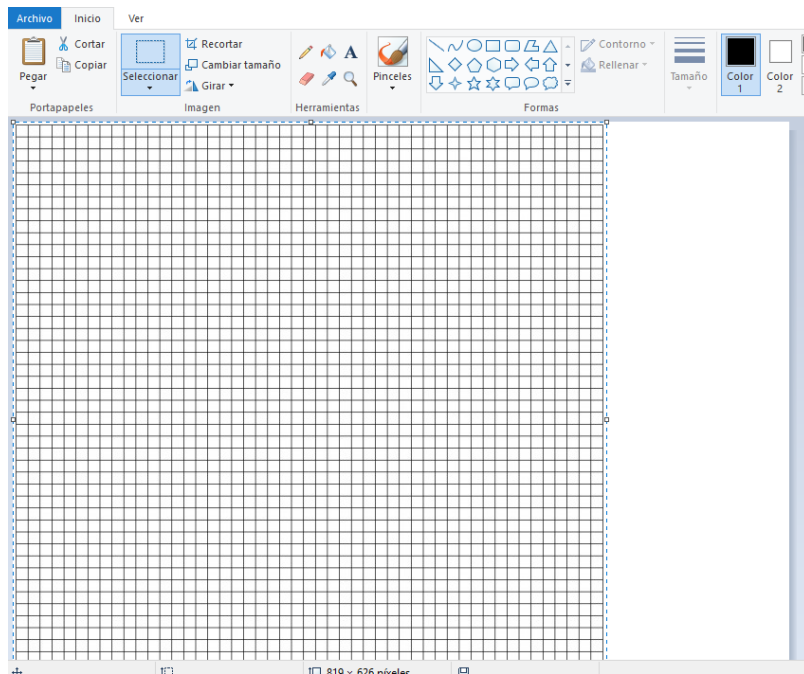 Archivo Inicio Ver
Pegar
Cortar
Copiar
Portapapeles
Seleccionar
Recortar
Cambiar tamaño
Girar
Imagen
A
Herramientas
Pinceles
Contorno
Rellenar
Formas
Tamaño
Color
1
Color
2
819 × 626 píxeles